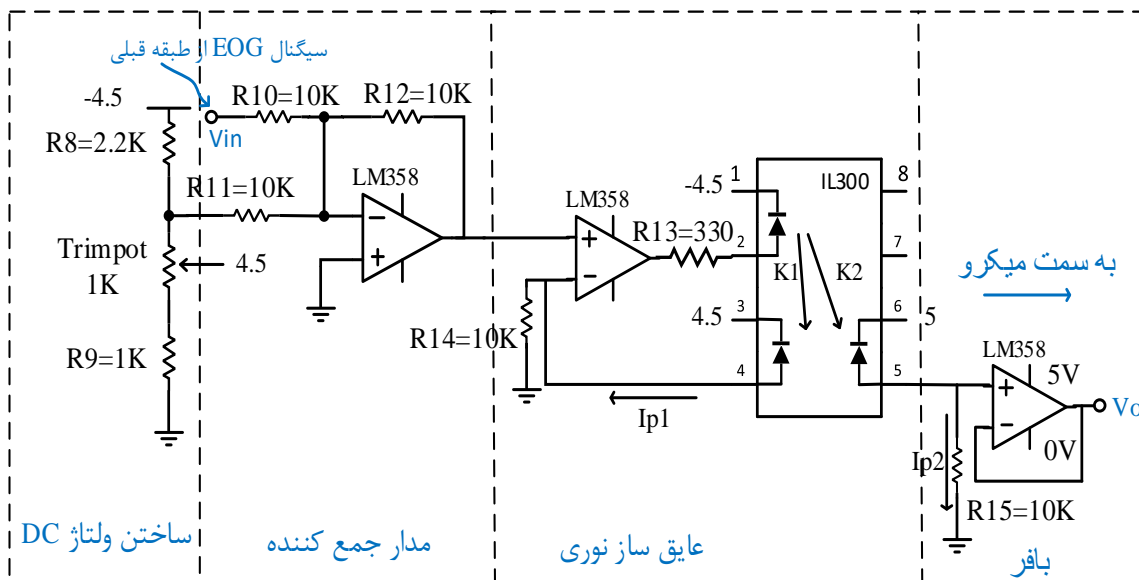 سیگنال EOG از طبقه قبلی
-4.5
R10=10K
R12=10K
Vin
R8=2.2K
R11=10K
LM358
Trimpot
1K
4.5
R9=1K
LM358
R13=330
R14=10K
Ip1
-4.5
1
2
3
4
4.5
IL300
K1
K2
8
7
6
5
5
به سمت میکرو
LM358
5V
0V
Vo
Ip2
R15=10K
ساختن ولتاژ DC
مدار جمع کننده
عایق ساز نوری
بافر